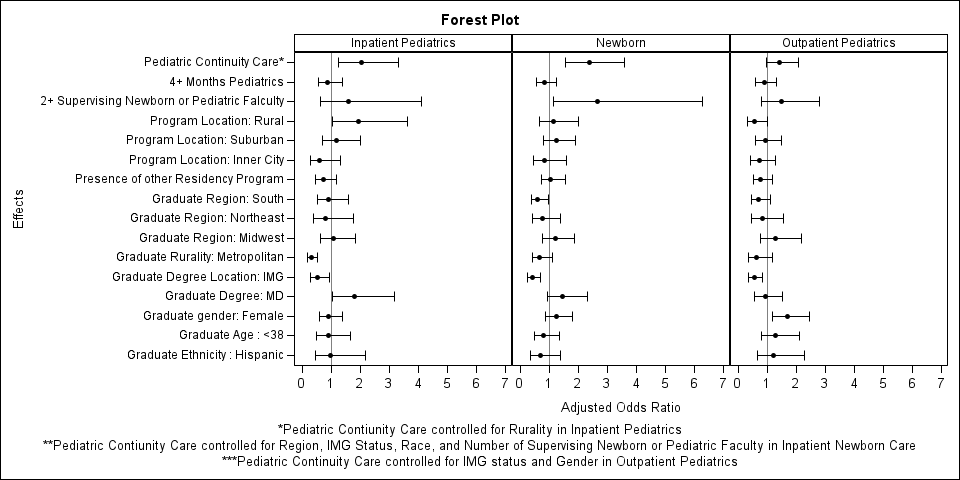 Forest Plot
Inpatient Pediatrics Newborn Outpatient Pediatrics
Effects
Pediatric Continuity Care*
4+ Months Pediatrics
2+ Supervising Newborn or Pediatric Falculty
Program Location: Rural
Program Location: Suburban
Program Location: Inner City
Presence of other Residency Program
Graduate Region: South
Graduate Region: Northeast
Graduate Region: Midwest
Graduate Rurality: Metropolitan
Graduate Degree Location: IMG
Graduate Degree: MD
Graduate gender: Female
Graduate Age : <38
Graduate Ethnicity : Hispanic
0 1 2 3 4 5 6 7 0 1 2 3 4 5 6 7 0 1 2 3 4 5 6 7
Adjusted Odds Ratio
*Pediatric Contiunity Care controlled for Rurality in Inpatient Pediatrics
**Pediatric Contiunity Care controlled for Region, IMG Status, Race, and Number of Supervising Newborn or Pediatric Faculty in Inpatient Newborn Care
***Pediatric Continuity Care controlled for IMG status and Gender in Outpatient Pediatrics